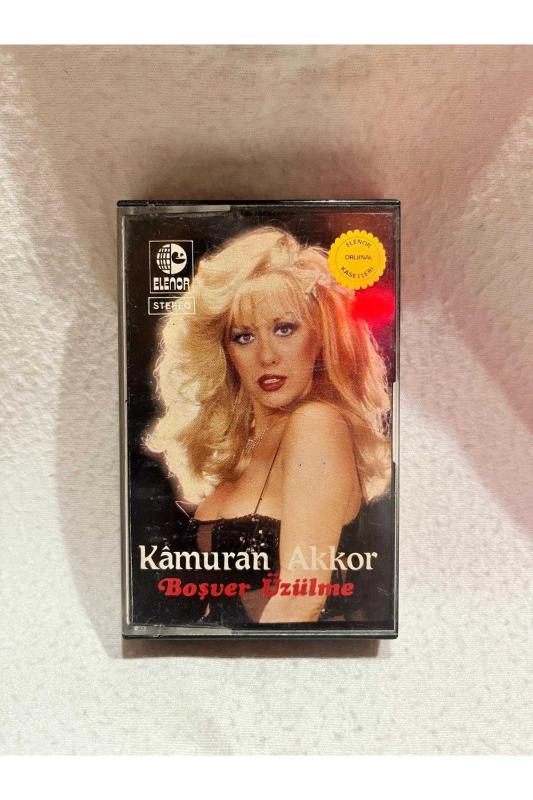 ELENOR
STEREO
ELENOR
ORİJİNAL
KASETLERİ
Kâmuran Akkor
Boşver Üzülme